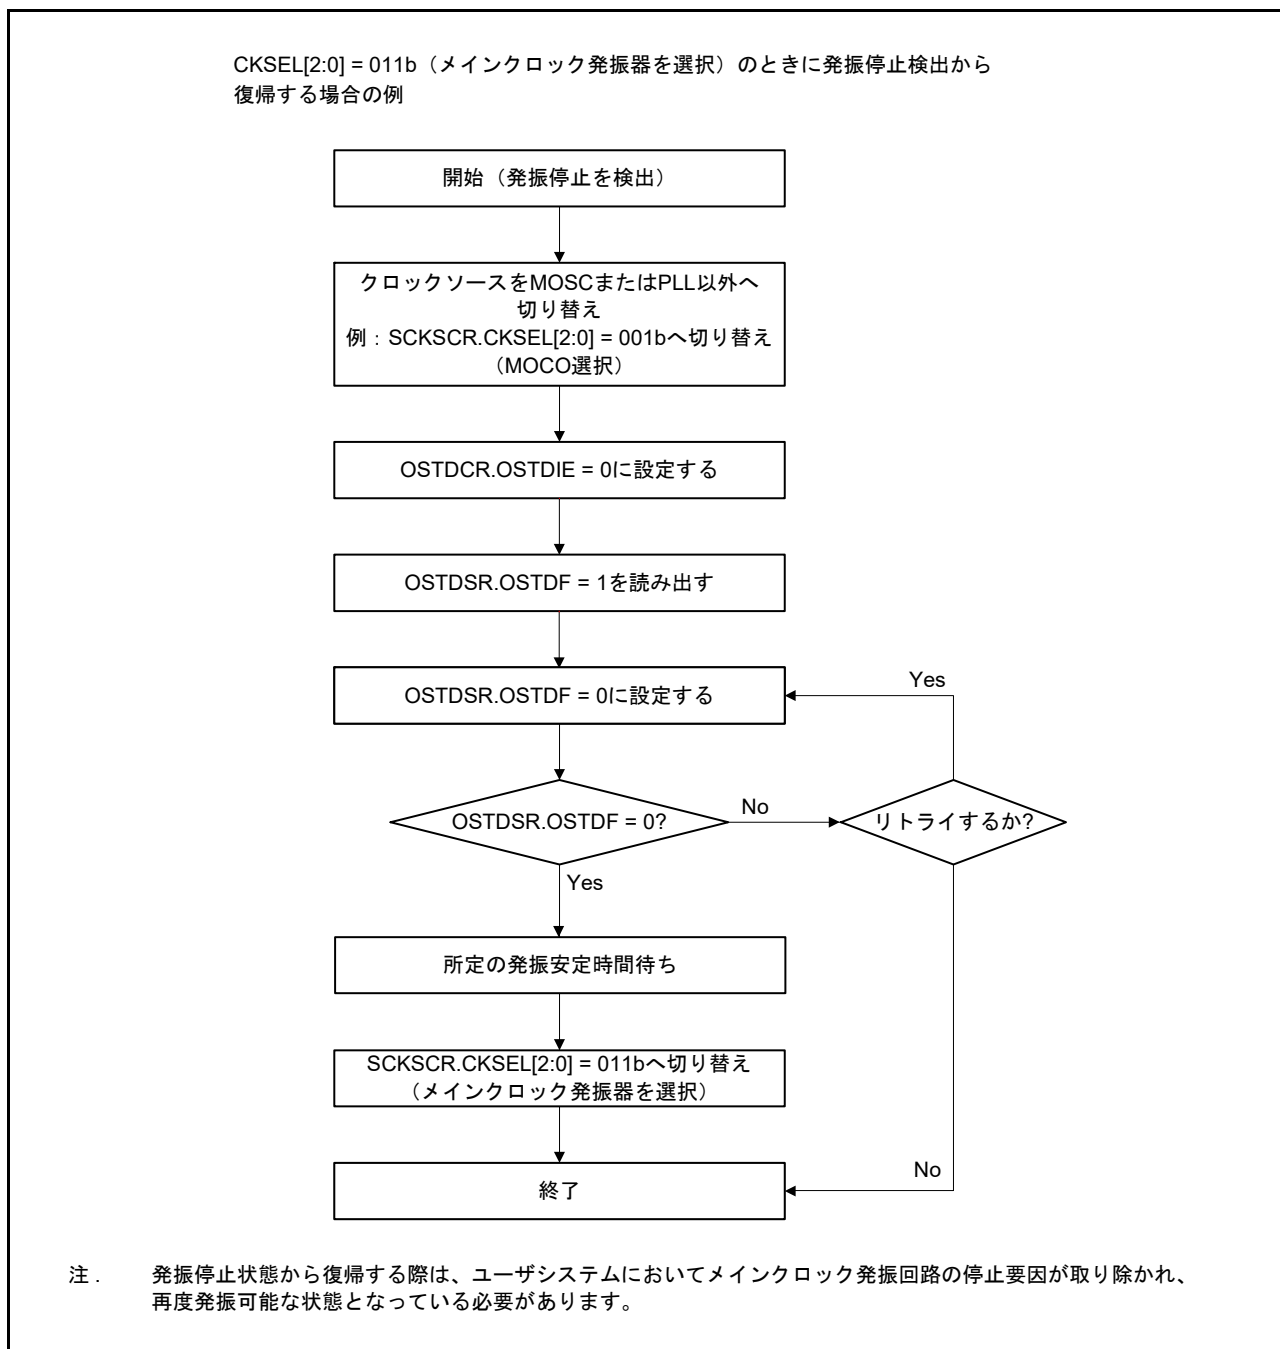 CKSEL[2:0] = 011b（メインクロック発振器を選択）のときに発振停止検出から
復帰する場合の例
開始（発振停止を検出）
クロックソースをMOSCまたはPLL以外へ
切り替え
例：SCKSCR.CKSEL[2:0] = 001bへ切り替え
（MOCO選択）
OSTDCR.OSTDIE = 0に設定する
OSTDSR.OSTDF = 1を読み出す
OSTDSR.OSTDF = 0に設定する
Yes
OSTDSR.OSTDF = 0?
No
リトライするか?
Yes
所定の発振安定時間待ち
SCKSCR.CKSEL[2:0] = 011bへ切り替え
（メインクロック発振器を選択）
No
終了
注 . 発振停止状態から復帰する際は、ユーザシステムにおいてメインクロック発振回路の停止要因が取り除かれ、
再度発振可能な状態となっている必要があります。